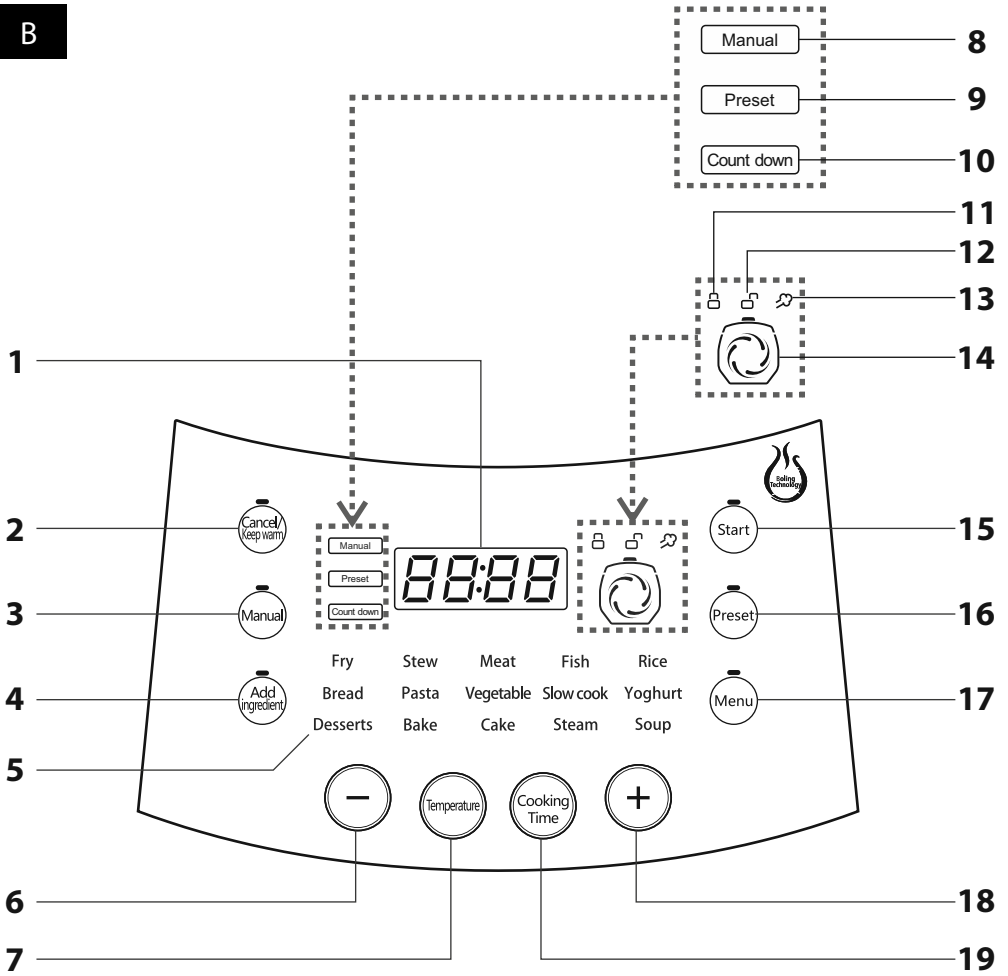 B
Manual 8
Preset 9
Count down 10
11
12
13
14
1
Boiling
Technology
2 Cancel/
Keep warm
Manual
Preset
Count down
88:88
Start 15
3 Manual
Preset 16
4 Add
ingredient
Menu 17
Fry Stew Meat Fish Rice
Bread Pasta Vegetable Slow cook Yoghurt
Desserts Bake Cake Steam Soup
5
− Temperature Cooking
Time +
6 18
7 19